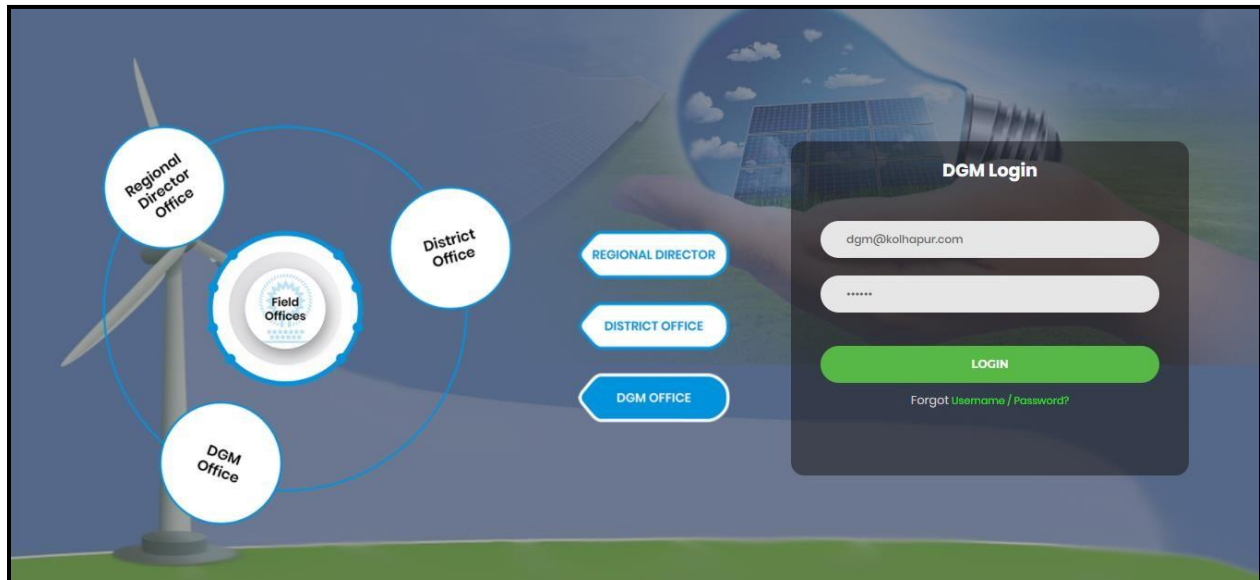 Regional
Director
Office
District
Office
Field
Offices
DGM
Office
REGIONAL DIRECTOR
DISTRICT OFFICE
DGM OFFICE
DGM Login
dgm@kolhapur.com
••••••
LOGIN
Forgot Username / Password?